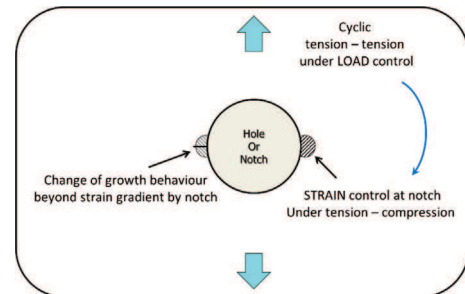 Cyclic
tension – tension
under LOAD control
Hole
Or
Notch
Change of growth behaviour
beyond strain gradient by notch
STRAIN control at notch
Under tension – compression